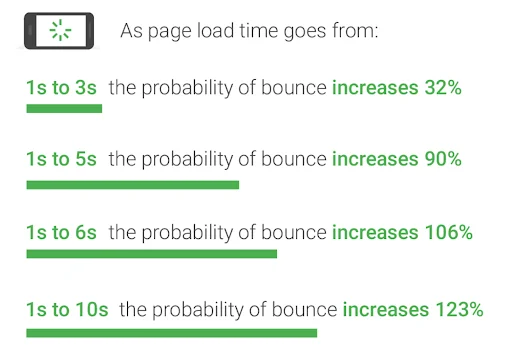 As page load time goes from:
1s to 3s the probability of bounce increases 32%
1s to 5s the probability of bounce increases 90%
1s to 6s the probability of bounce increases 106%
1s to 10s the probability of bounce increases 123%